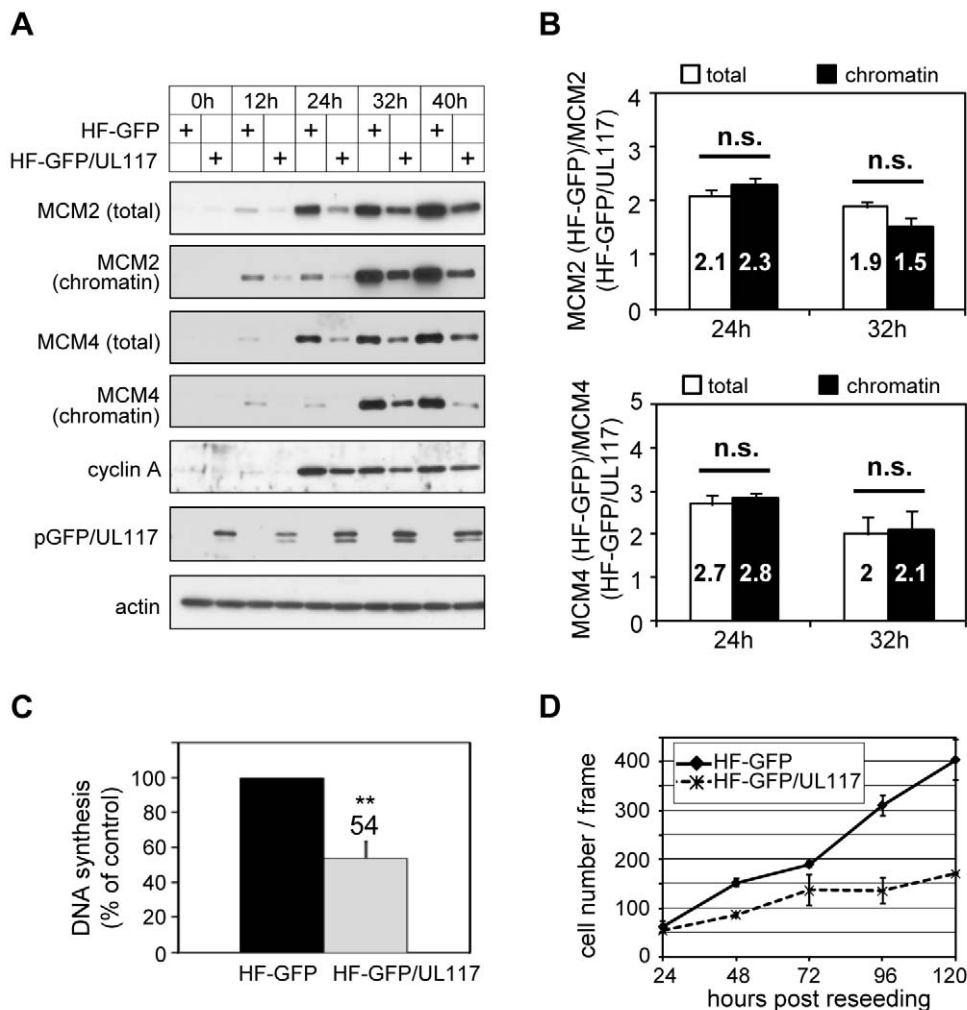 A
0h 12h 24h 32h 40h
HF-GFP + + + + +
HF-GFP/UL117 + + + + +
MCM2 (total)
MCM2
(chromatin)
MCM4 (total)
MCM4
(chromatin)
cyclin A
pGFP/UL117
actin
B
total chromatin
MCM2 (HF-GFP)/MCM2
(HF-GFP/UL117)
4
3
2
1
0
n.s.
n.s.
2.1 2.3 1.9 1.5
24h 32h
total chromatin
MCM4 (HF-GFP)/MCM4
(HF-GFP/UL117)
5
4
3
2
1
0
n.s.
n.s.
2.7 2.8 2 2.1
24h 32h
C
DNA synthesis
(% of control)
100
80
60
40
20
0
**
54
HF-GFP HF-GFP/UL117
D
HF-GFP
HF-GFP/UL117
cell number / frame
400
300
200
100
0
24 48 72 96 120
hours post reseeding